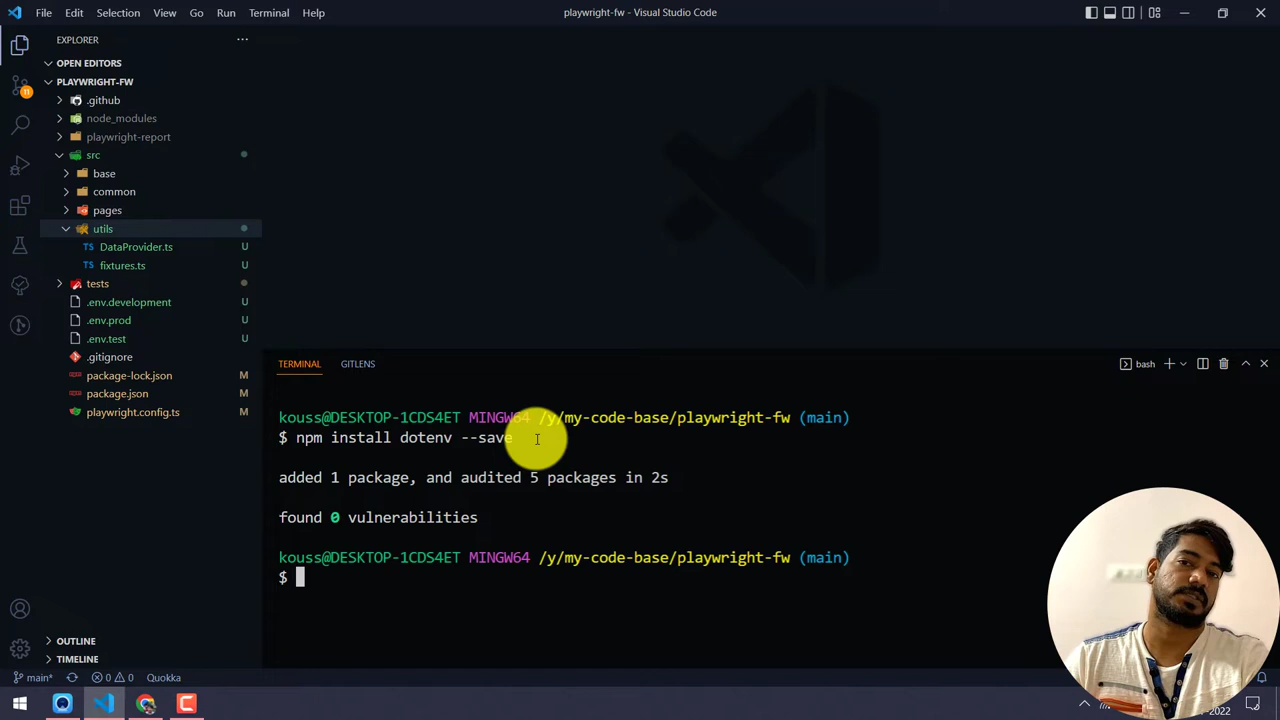 File Edit Selection View Go Run Terminal Help
playwright-fw - Visual Studio Code
EXPLORER
OPEN EDITORS
PLAYWRIGHT-FW
.github
node_modules
playwright-report
src
base
common
pages
utils
TS DataProvider.ts U
TS fixtures.ts U
tests
.env.development U
.env.prod U
.env.test U
.gitignore
package-lock.json M
package.json M
playwright.config.ts M
11
OUTLINE
TIMELINE
TERMINAL GITLENS
bash
kouss@DESKTOP-1CDS4ET MINGW64 /y/my-code-base/playwright-fw (main)
$ npm install dotenv --save
added 1 package, and audited 5 packages in 2s
found 0 vulnerabilities
kouss@DESKTOP-1CDS4ET MINGW64 /y/my-code-base/playwright-fw (main)
$
main* 0 0 Quokka
-2022